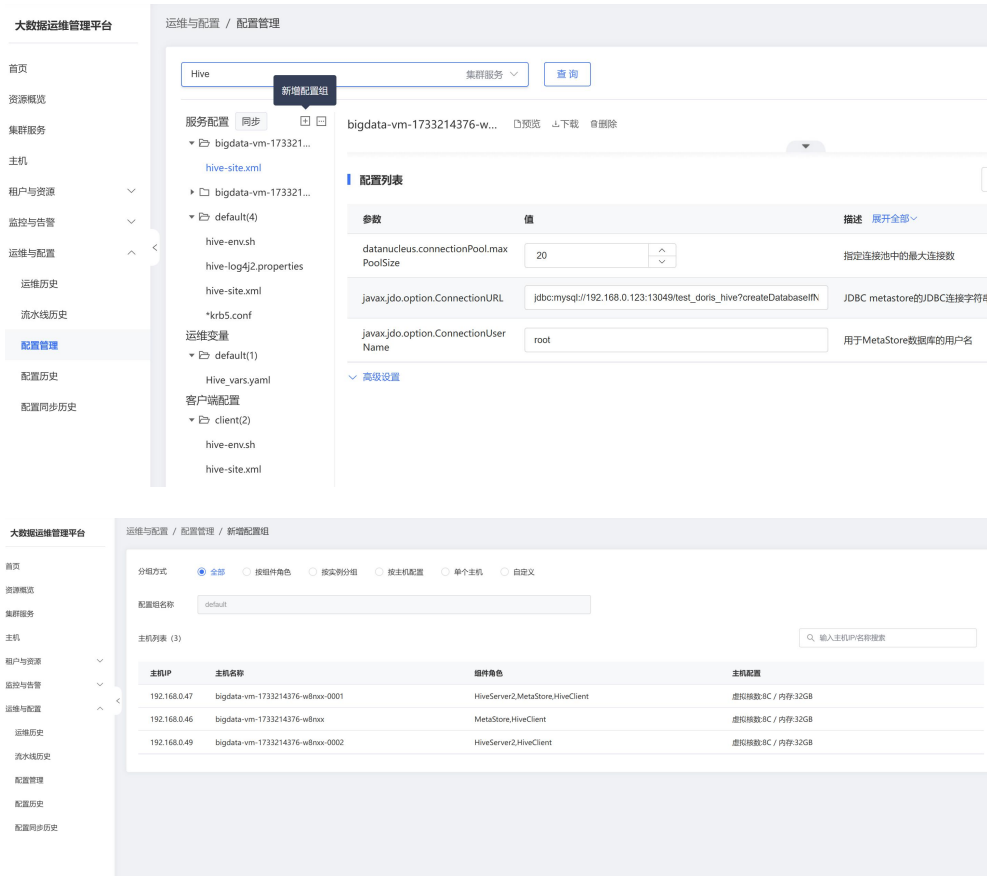 大数据运维管理平台
运维与配置 / 配置管理
首页
资源概览
集群服务
主机
租户与资源
监控与告警
运维与配置
运维历史
流水线历史
配置管理
配置历史
配置同步历史
Hive 集群服务 查 询
新增配置组
服务配置 同步
bigdata-vm-173321...
hive-site.xml
bigdata-vm-173321...
default(4)
hive-env.sh
hive-log4j2.properties
hive-site.xml
*krb5.conf
运维变量
default(1)
Hive_vars.yaml
客户端配置
client(2)
hive-env.sh
hive-site.xml
bigdata-vm-1733214376-w... 预览 下载 删除
配置列表
参数 值 描述 展开全部
datanucleus.connectionPool.max
PoolSize
20
指定连接池中的最大连接数
javax.jdo.option.ConnectionURL jdbc:mysql://192.168.0.123:13049/test_doris_hive?createDatabaseIfN JDBC metastore的JDBC连接字符串
javax.jdo.option.ConnectionUser
Name
root
用于MetaStore数据库的用户名
高级设置
大数据运维管理平台
运维与配置 / 配置管理 / 新增配置组
首页
资源概览
集群服务
主机
租户与资源
监控与告警
运维与配置
运维历史
流水线历史
配置管理
配置历史
配置同步历史
分组方式 全部 按组件角色 按实例分组 按主机配置 单个主机 自定义
配置组名称 default
主机列表 (3) 输入主机IP/名称搜索
主机IP 主机名称 组件角色 主机配置
192.168.0.47 bigdata-vm-1733214376-w8nxx-0001 HiveServer2,MetaStore,HiveClient 虚拟核数:8C / 内存:32GB
192.168.0.46 bigdata-vm-1733214376-w8nxx MetaStore,HiveClient 虚拟核数:8C / 内存:32GB
192.168.0.49 bigdata-vm-1733214376-w8nxx-0002 HiveServer2,HiveClient 虚拟核数:8C / 内存:32GB